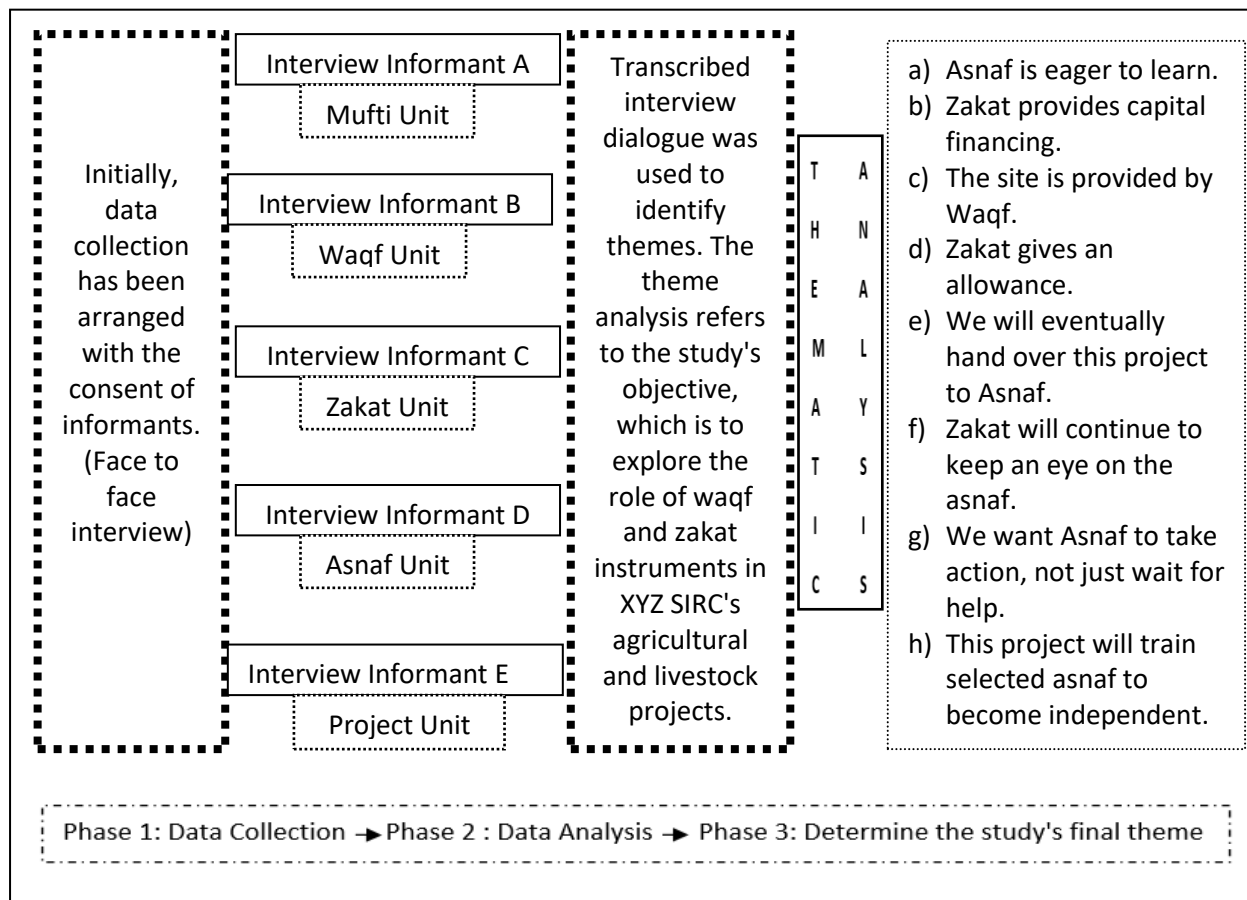 Initially,
data
collection
has been
arranged
with the
consent of
informants.
(Face to
face
interview)
Interview Informant A
Mufti Unit
Interview Informant B
Waqf Unit
Interview Informant C
Zakat Unit
Interview Informant D
Asnaf Unit
Interview Informant E
Project Unit
Transcribed
interview
dialogue was
used to
identify
themes. The
theme
analysis refers
to the study's
objective,
which is to
explore the
role of waqf
and zakat
instruments in
XYZ SIRC's
agricultural
and livestock
projects.
THEMATIC
ANALYSIS
a) Asnaf is eager to learn.
b) Zakat provides capital
financing.
c) The site is provided by
Waqf.
d) Zakat gives an
allowance.
e) We will eventually
hand over this project
to Asnaf.
f) Zakat will continue to
keep an eye on the
asnaf.
g) We want Asnaf to take
action, not just wait for
help.
h) This project will train
selected asnaf to
become independent.
Phase 1: Data Collection → Phase 2 : Data Analysis → Phase 3: Determine the study's final theme